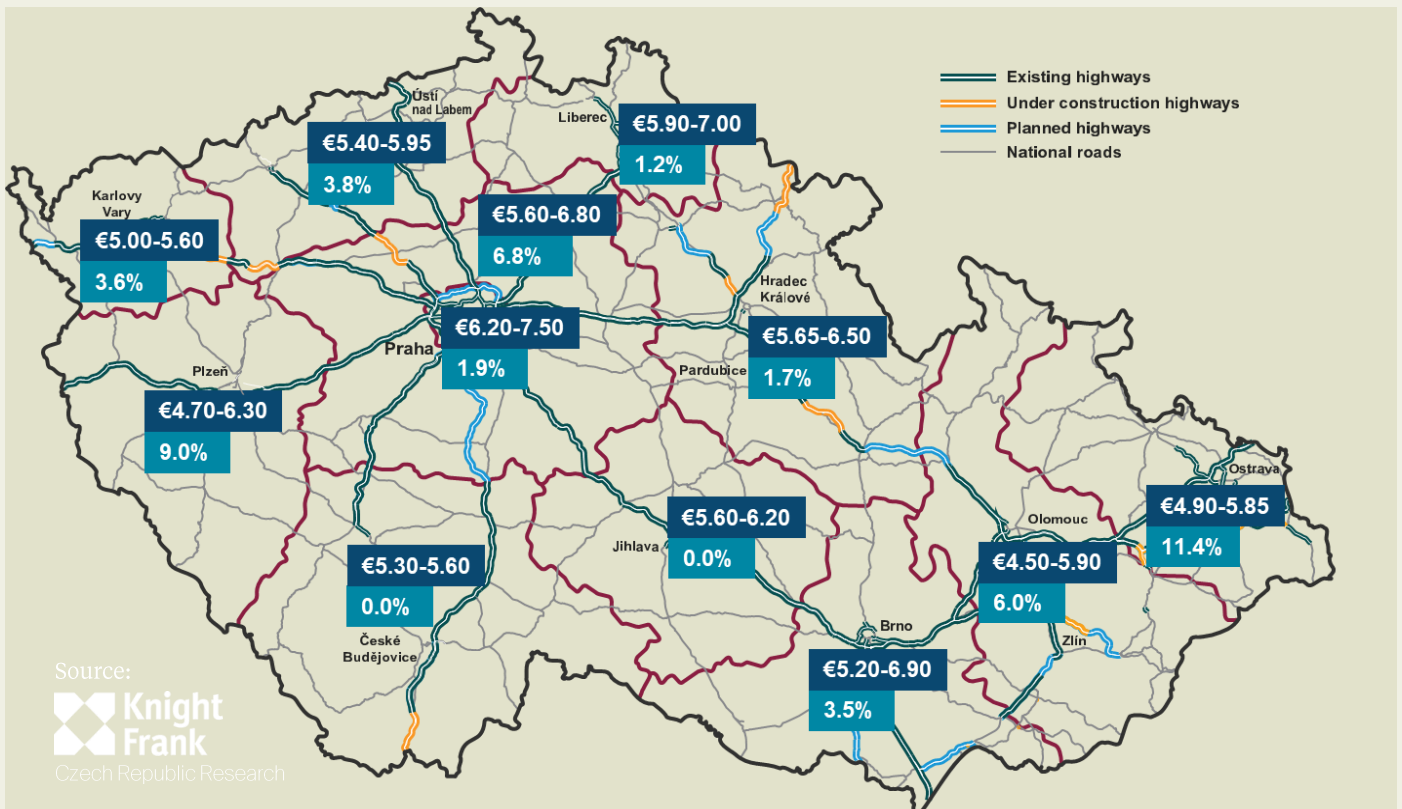 Existing highways
Under construction highways
Planned highways
National roads
Ústí
nad Labem
Liberec
€5.90-7.00
1.2%
€5.40-5.95
3.8%
Karlovy
Vary
€5.00-5.60
3.6%
€5.60-6.80
6.8%
Hradec
Králové
Praha
€6.20-7.50
1.9%
Pardubice
€5.65-6.50
1.7%
Plzeň
€4.70-6.30
9.0%
Ostrava
€4.90-5.85
11.4%
Jihlava
€5.60-6.20
0.0%
Olomouc
€4.50-5.90
6.0%
€5.30-5.60
0.0%
České
Budějovice
Brno
€5.20-6.90
3.5%
Zlín
Source:
Knight
Frank
Czech Republic Research